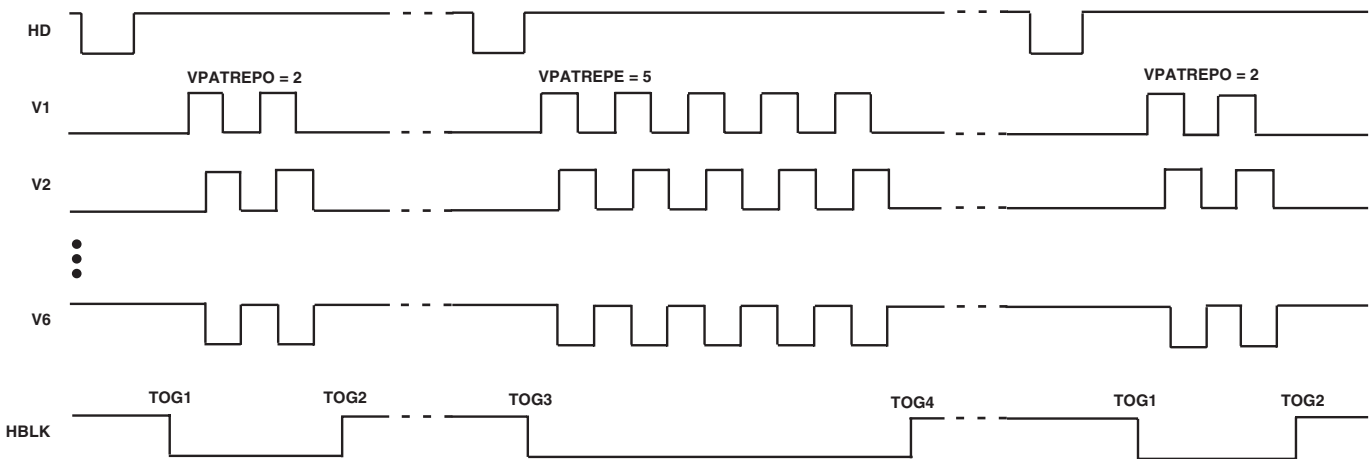 HD
VPATREPO = 2
VPATREPE = 5
VPATREPO = 2
V1
V2
V6
TOG1
TOG2
TOG3
TOG4
TOG1
TOG2
HBLK